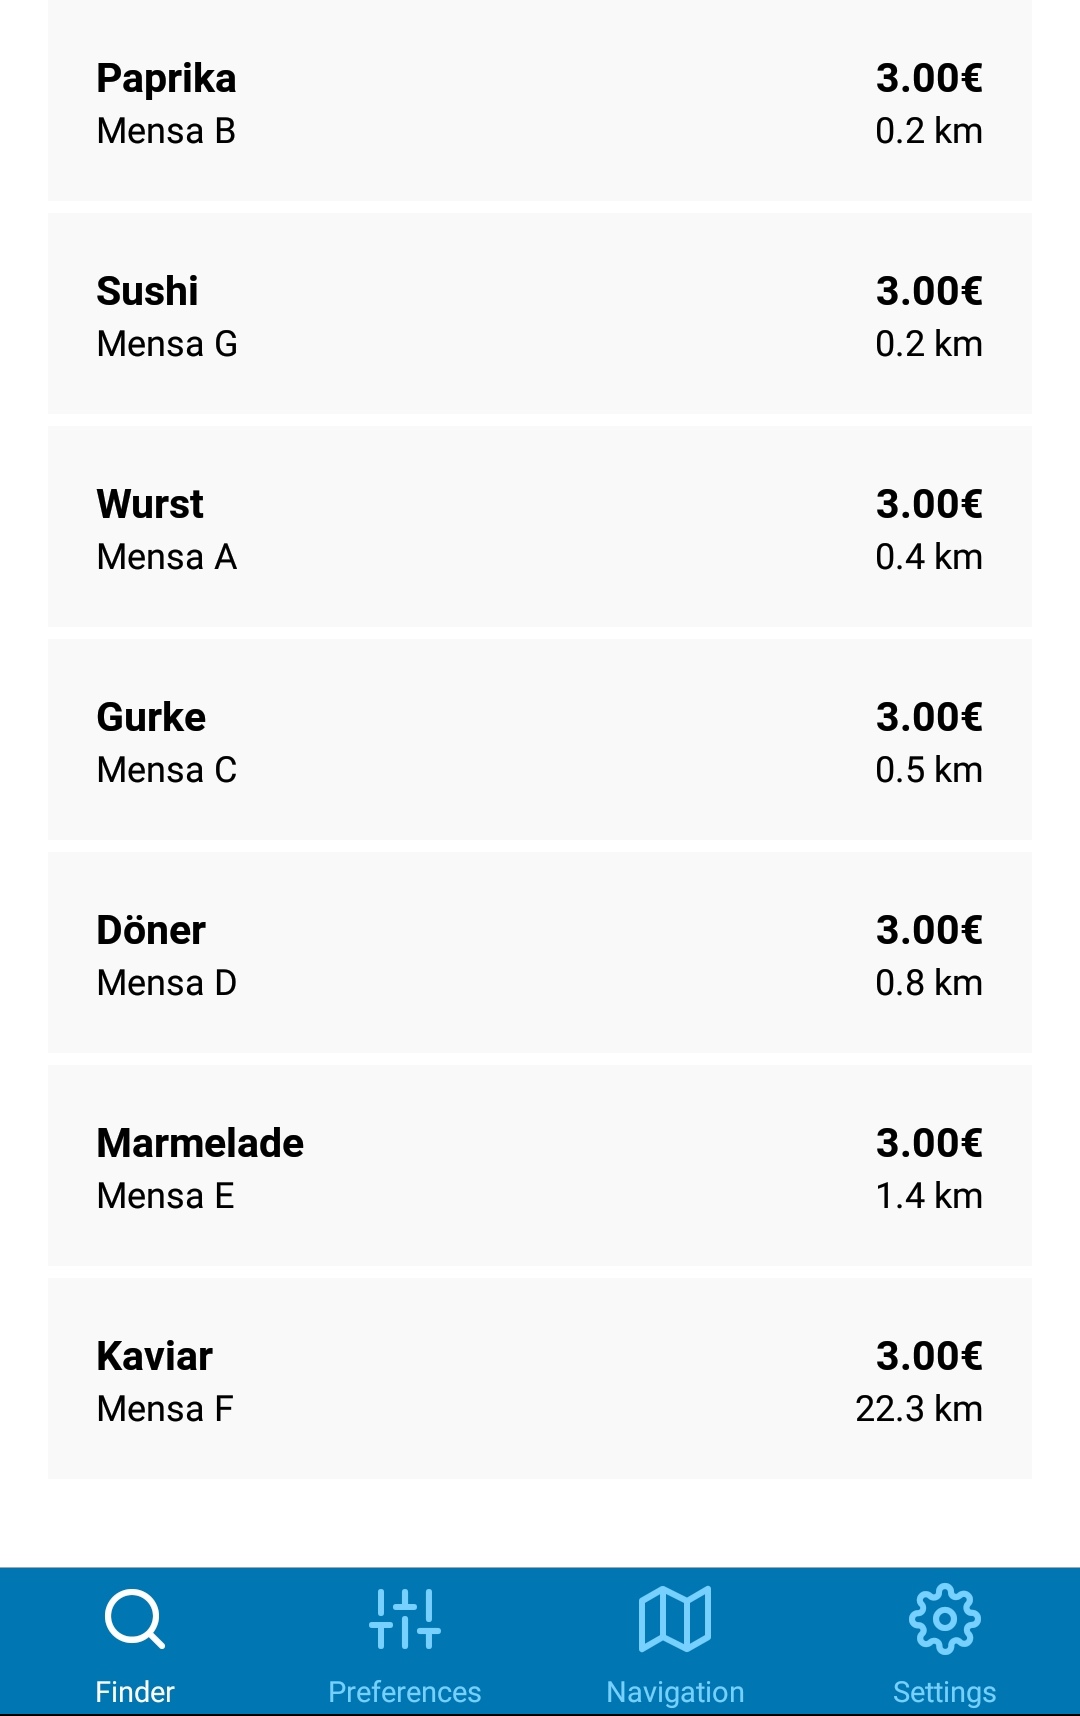 Paprika 3.00€
Mensa B 0.2 km
Sushi 3.00€
Mensa G 0.2 km
Wurst 3.00€
Mensa A 0.4 km
Gurke 3.00€
Mensa C 0.5 km
Döner 3.00€
Mensa D 0.8 km
Marmelade 3.00€
Mensa E 1.4 km
Kaviar 3.00€
Mensa F 22.3 km
Finder Preferences Navigation Settings